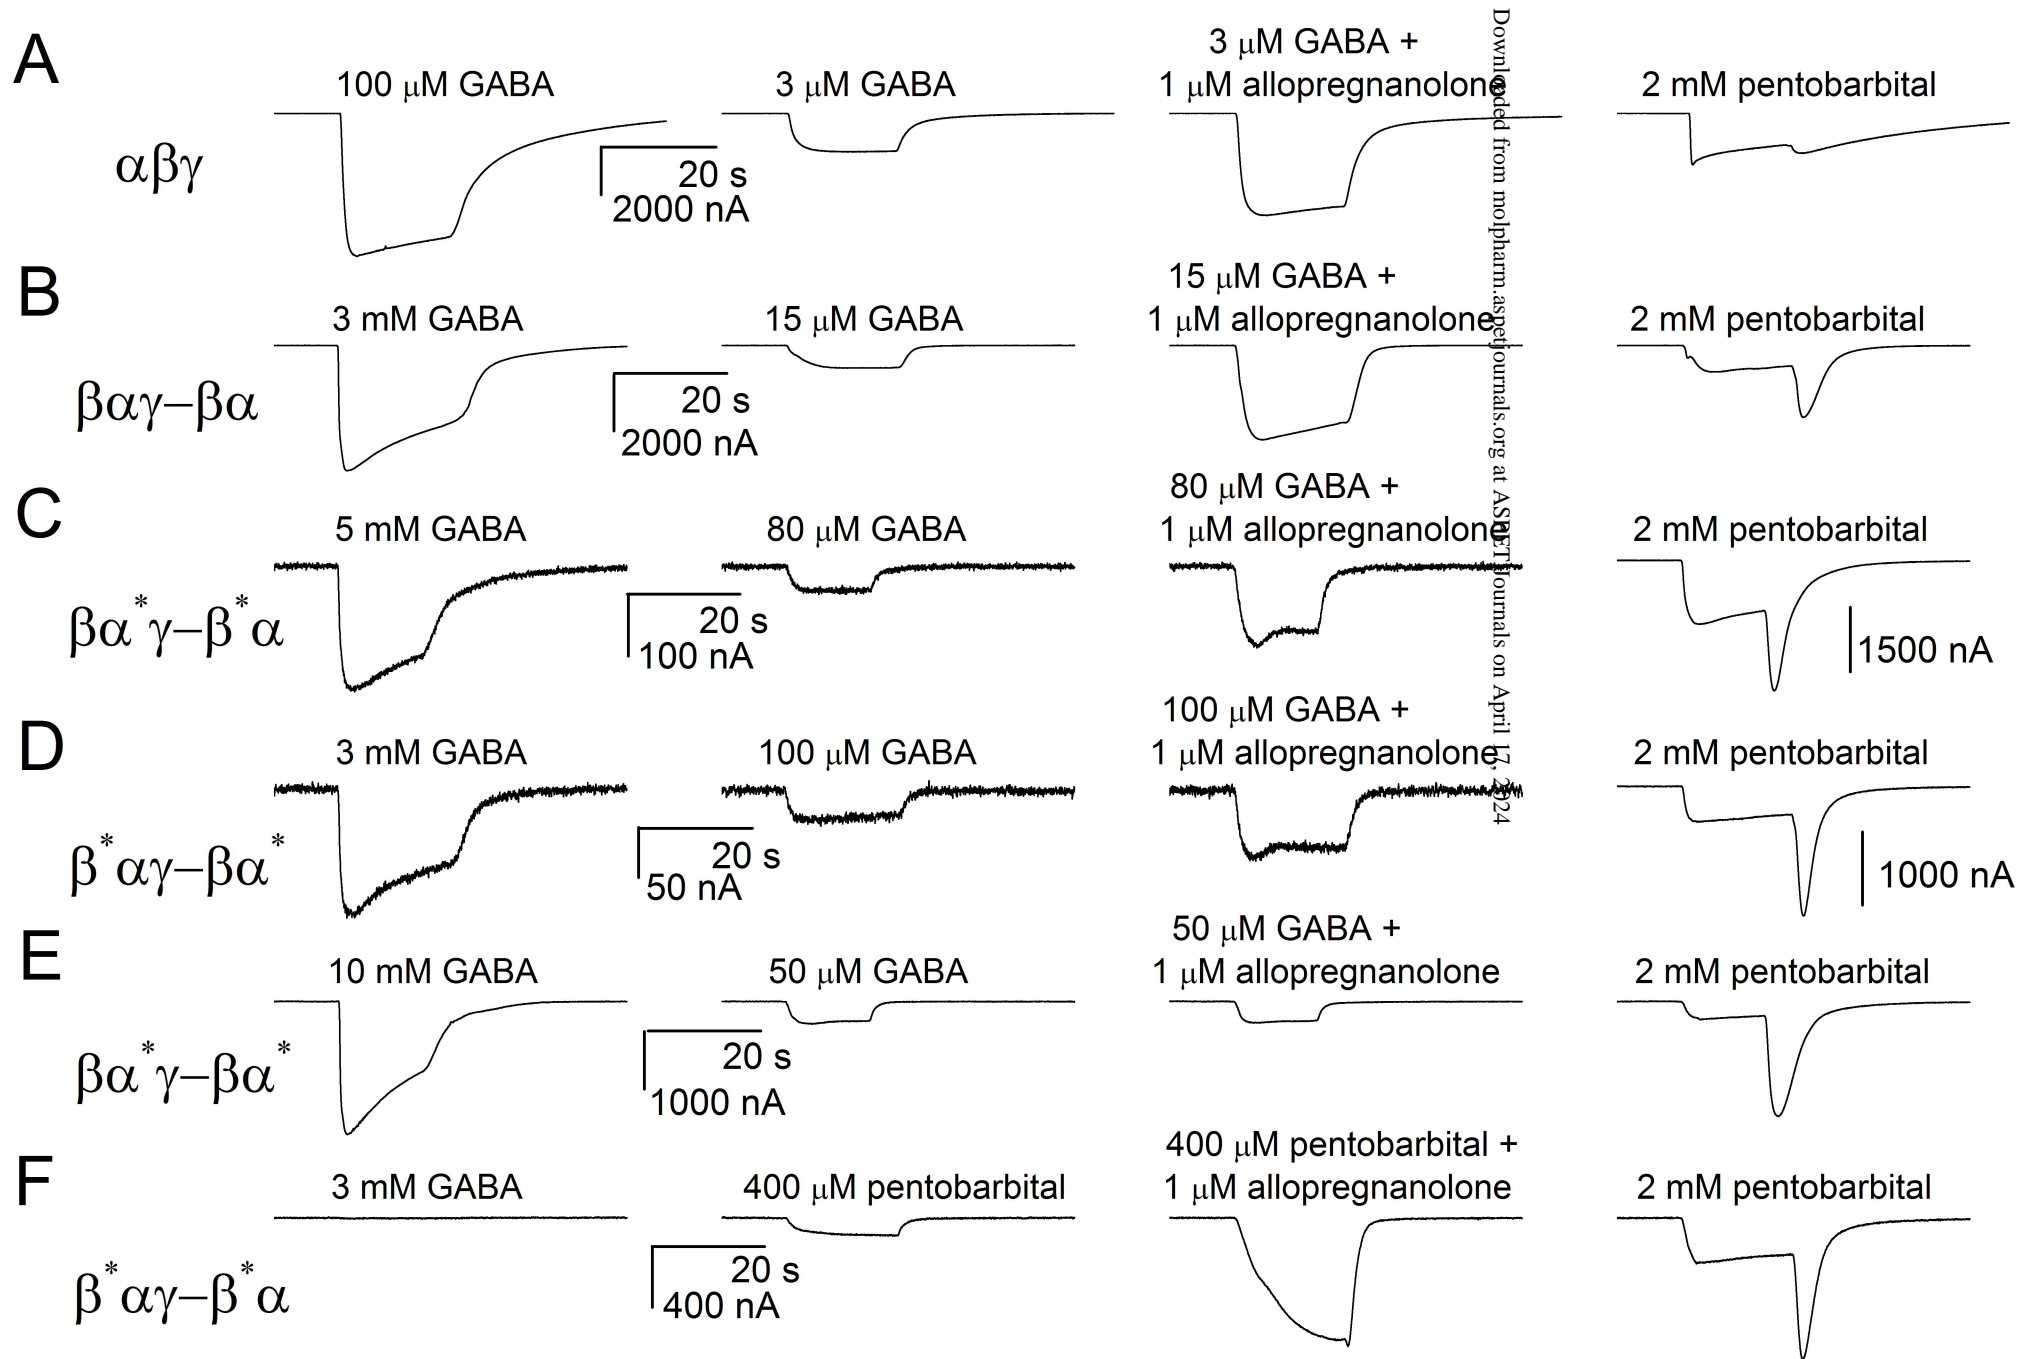 A
100 μM GABA
3 μM GABA
3 μM GABA +
1 μM allopregnanolone
2 mM pentobarbital
αβγ
20 s
2000 nA
B
3 mM GABA
15 μM GABA
15 μM GABA +
1 μM allopregnanolone
2 mM pentobarbital
βαγ–βα
20 s
2000 nA
C
5 mM GABA
80 μM GABA
80 μM GABA +
1 μM allopregnanolone
2 mM pentobarbital
βα*γ–β*α
20 s
100 nA
1500 nA
D
3 mM GABA
100 μM GABA
100 μM GABA +
1 μM allopregnanolone
2 mM pentobarbital
β*αγ–βα*
20 s
50 nA
1000 nA
E
10 mM GABA
50 μM GABA
50 μM GABA +
1 μM allopregnanolone
2 mM pentobarbital
βα*γ–βα*
20 s
1000 nA
F
3 mM GABA
400 μM pentobarbital
400 μM pentobarbital +
1 μM allopregnanolone
2 mM pentobarbital
β*αγ–β*α
20 s
400 nA
Downloaded from molpharm.aspetjournals.org at ASPET Journals on April 17, 2024